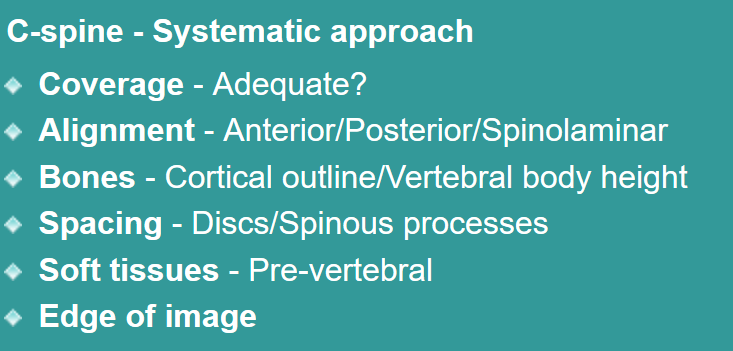 C-spine - Systematic approach
Coverage - Adequate?
Alignment - Anterior/Posterior/Spinolaminar
Bones - Cortical outline/Vertebral body height
Spacing - Discs/Spinous processes
Soft tissues - Pre-vertebral
Edge of image